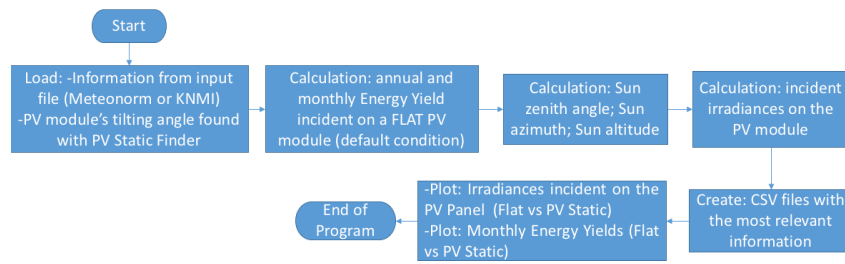 Start
Load: -Information from input
file (Meteonorm or KNMI)
-PV module's tilting angle found
with PV Static Finder
Calculation: annual and
monthly Energy Yield
incident on a FLAT PV
module (default condition)
Calculation: Sun
zenith angle; Sun
azimuth; Sun altitude
Calculation: incident
irradiances on the
PV module
Create: CSV files with
the most relevant
information
-Plot: Irradiances incident on the
PV Panel (Flat vs PV Static)
-Plot: Monthly Energy Yields (Flat
vs PV Static)
End of
Program